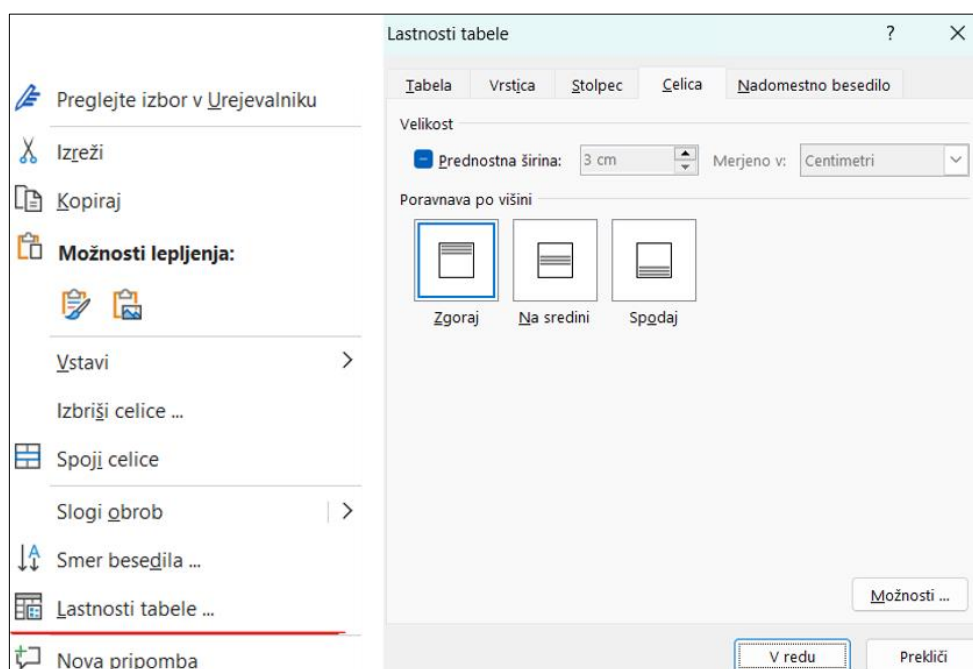 Preglejte izbor v Urejevalniku
Izreži
Kopiraj
Možnosti lepljenja:
Vstavi
Izbriši celice ...
Spoji celice
Slogi obrob
Smer besedila ...
Lastnosti tabele ...
Nova pripomba
Lastnosti tabele ?
Tabela Vrstica Stolpec Celica Nadomestno besedilo
Velikost
Prednostna širina: 3 cm Merjeno v: Centimetri
Poravnava po višini
Zgoraj Na sredini Spodaj
Možnosti ...
V redu Prekliči